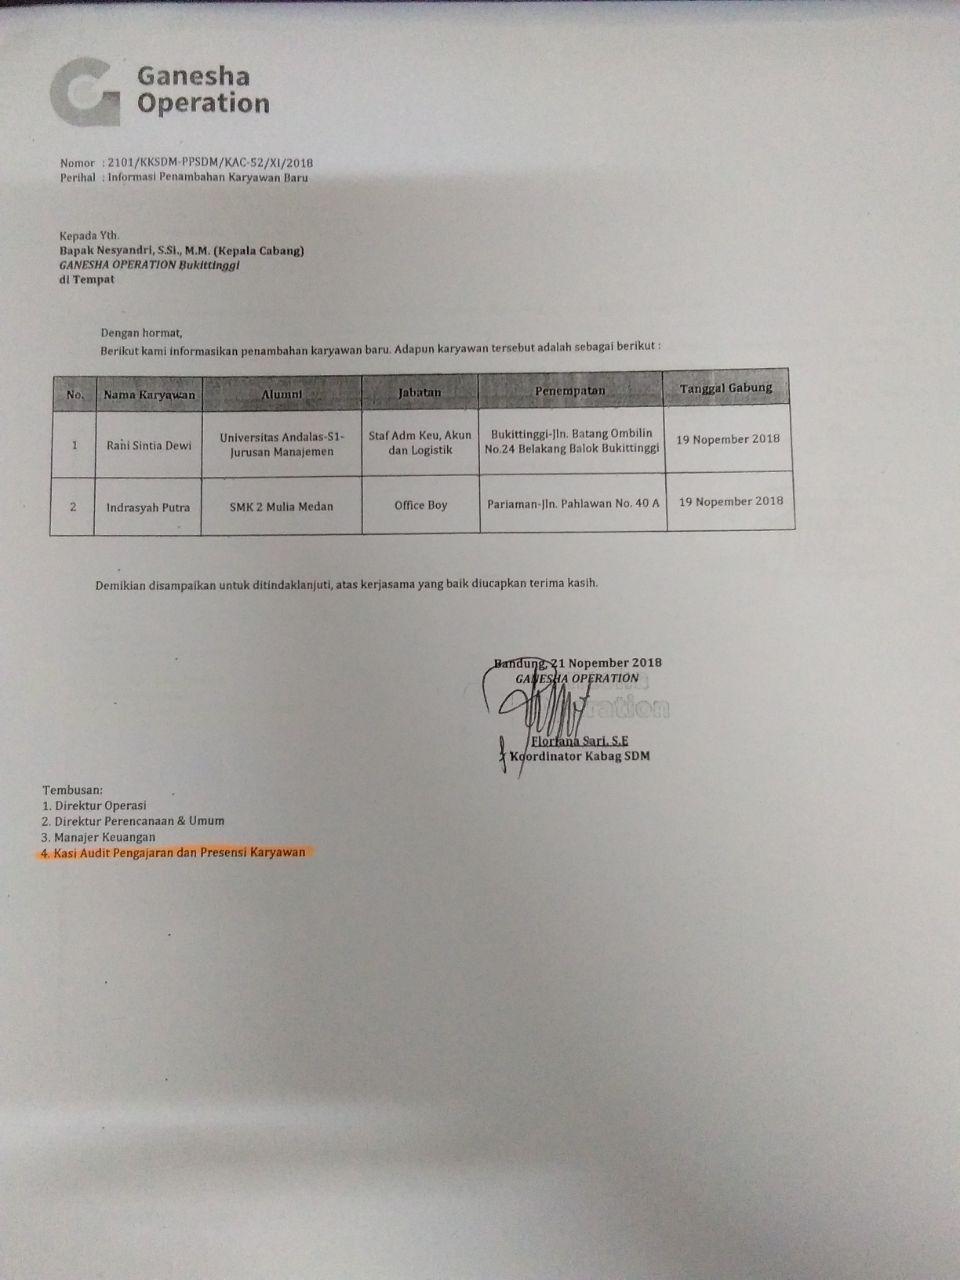 Ganesha
Operation
Nomor : 2101/KKSDM-PPSDM/KAC-52/XI/2018
Perihal : Informasi Penambahan Karyawan Baru
Kepada Yth.
Bapak Nesyandri, S.Si., M.M. (Kepala Cabang)
GANESHA OPERATION Bukittinggi
di Tempat
Dengan hormat,
Berikut kami informasikan penambahan karyawan baru. Adapun karyawan tersebut adalah sebagai berikut :
No. Nama Karyawan Alumni Jabatan Penempatan Tanggal Gabung
1 Rani Sintia Dewi Universitas Andalas-S1-Jurusan Manajemen Staf Adm Keu, Akun dan Logistik Bukittinggi-Jln. Batang Ombilin No.24 Belakang Balok Bukittinggi 19 Nopember 2018
2 Indrasyah Putra SMK 2 Mulia Medan Office Boy Pariaman-Jln. Pahlawan No. 40 A 19 Nopember 2018
Demikian disampaikan untuk ditindaklanjuti, atas kerjasama yang baik diucapkan terima kasih.
Bandung, 21 Nopember 2018
GANESHA OPERATION
Floriana Sari, S.E
Koordinator Kabag SDM
Tembusan:
1. Direktur Operasi
2. Direktur Perencanaan & Umum
3. Manajer Keuangan
4. Kasi Audit Pengajaran dan Presensi Karyawan